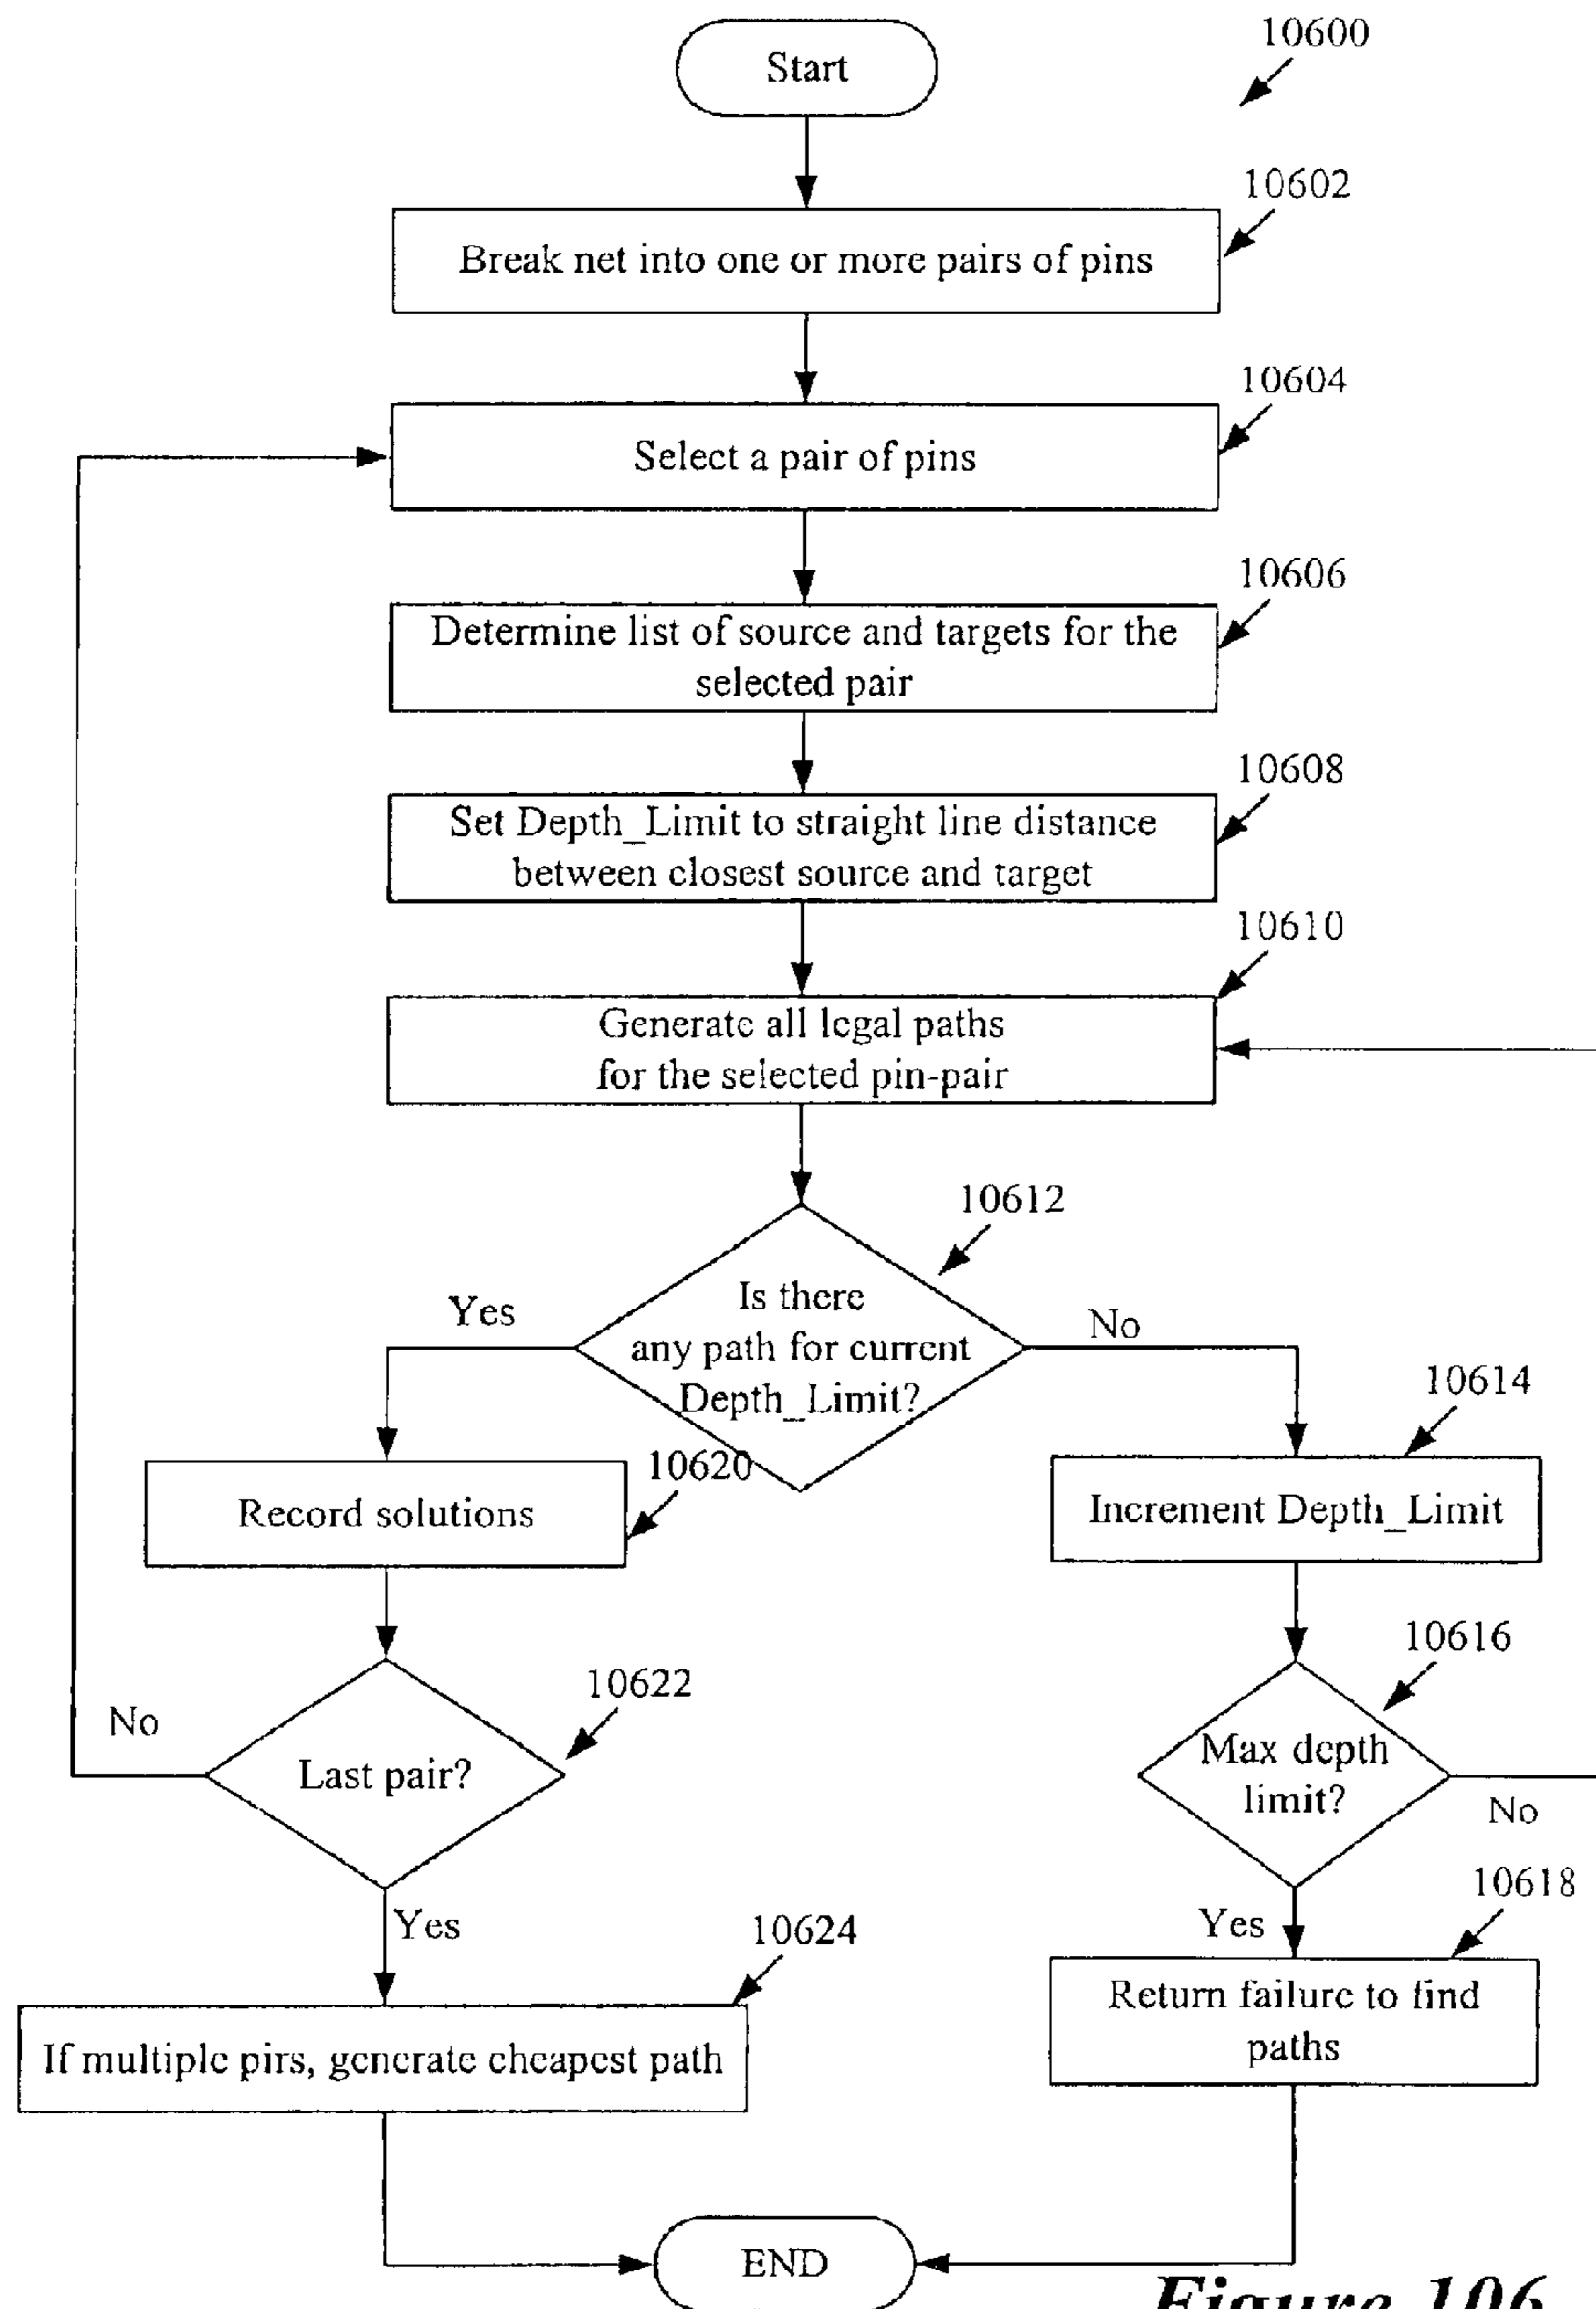 Start
10600
10602
Break net into one or more pairs of pins
10604
Select a pair of pins
10606
Determine list of source and targets for the
selected pair
10608
Set Depth_Limit to straight line distance
between closest source and target
10610
Generate all legal paths
for the selected pin-pair
10612
Is there
any path for current
Depth_Limit?
Yes
No
10614
10620
Record solutions
Increment Depth_Limit
10616
10622
No
Last pair?
Max depth
limit?
No
10618
Yes
Yes
10624
Return failure to find
paths
If multiple pirs, generate cheapest path
END
Figure 106